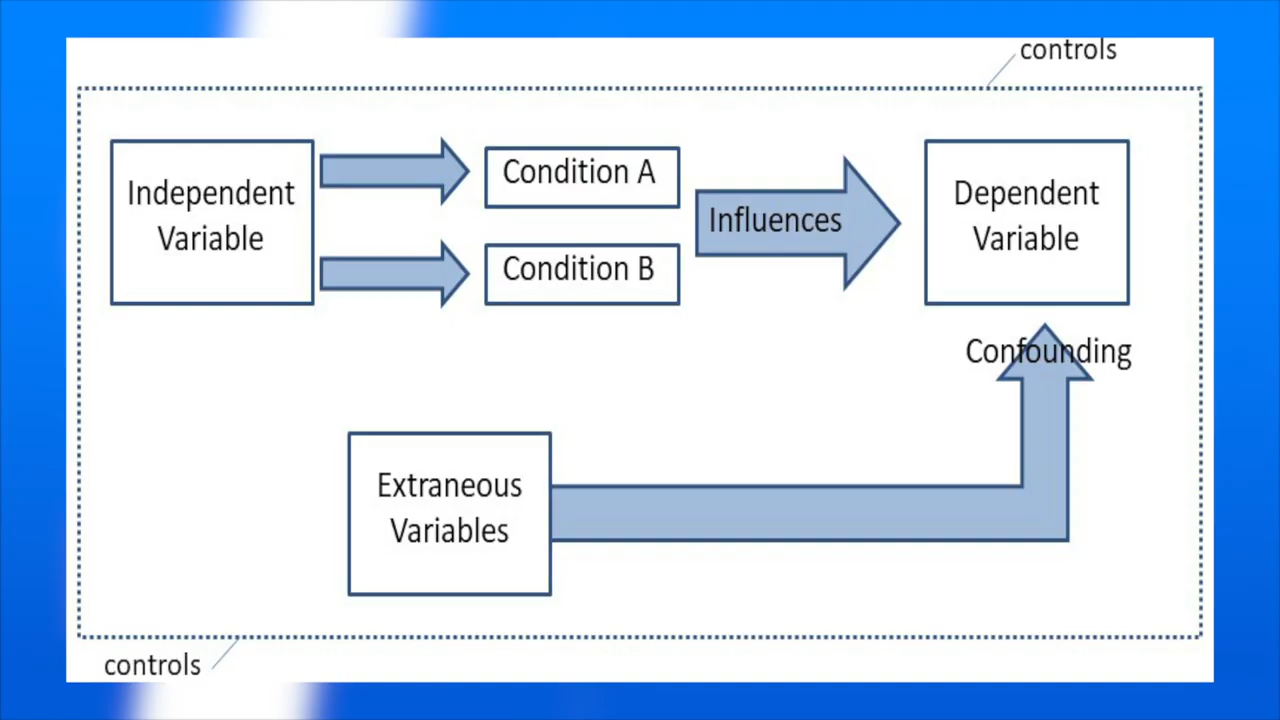 controls
Independent
Variable
Condition A
Condition B
Influences
Dependent
Variable
Confounding
Extraneous
Variables
controls